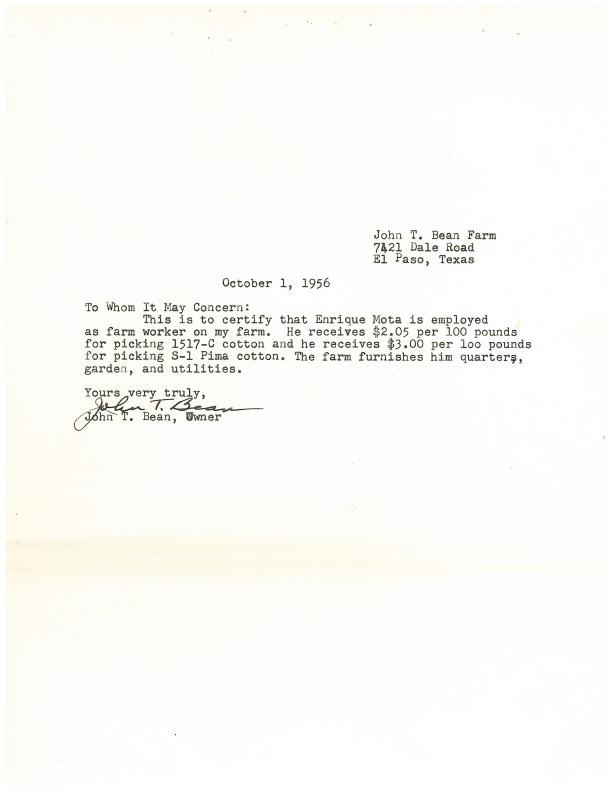 John T. Bean Farm
7421 Dale Road
El Paso, Texas
October 1, 1956
To Whom It May Concern:
This is to certify that Enrique Mota is employed
as farm worker on my farm. He receives $2.05 per 100 pounds
for picking 1517-C cotton and he receives $3.00 per loo pounds
for picking S-1 Pima cotton. The farm furnishes him quarters,
garden, and utilities.
Yours very truly,
John T. Bean
John T. Bean, Owner